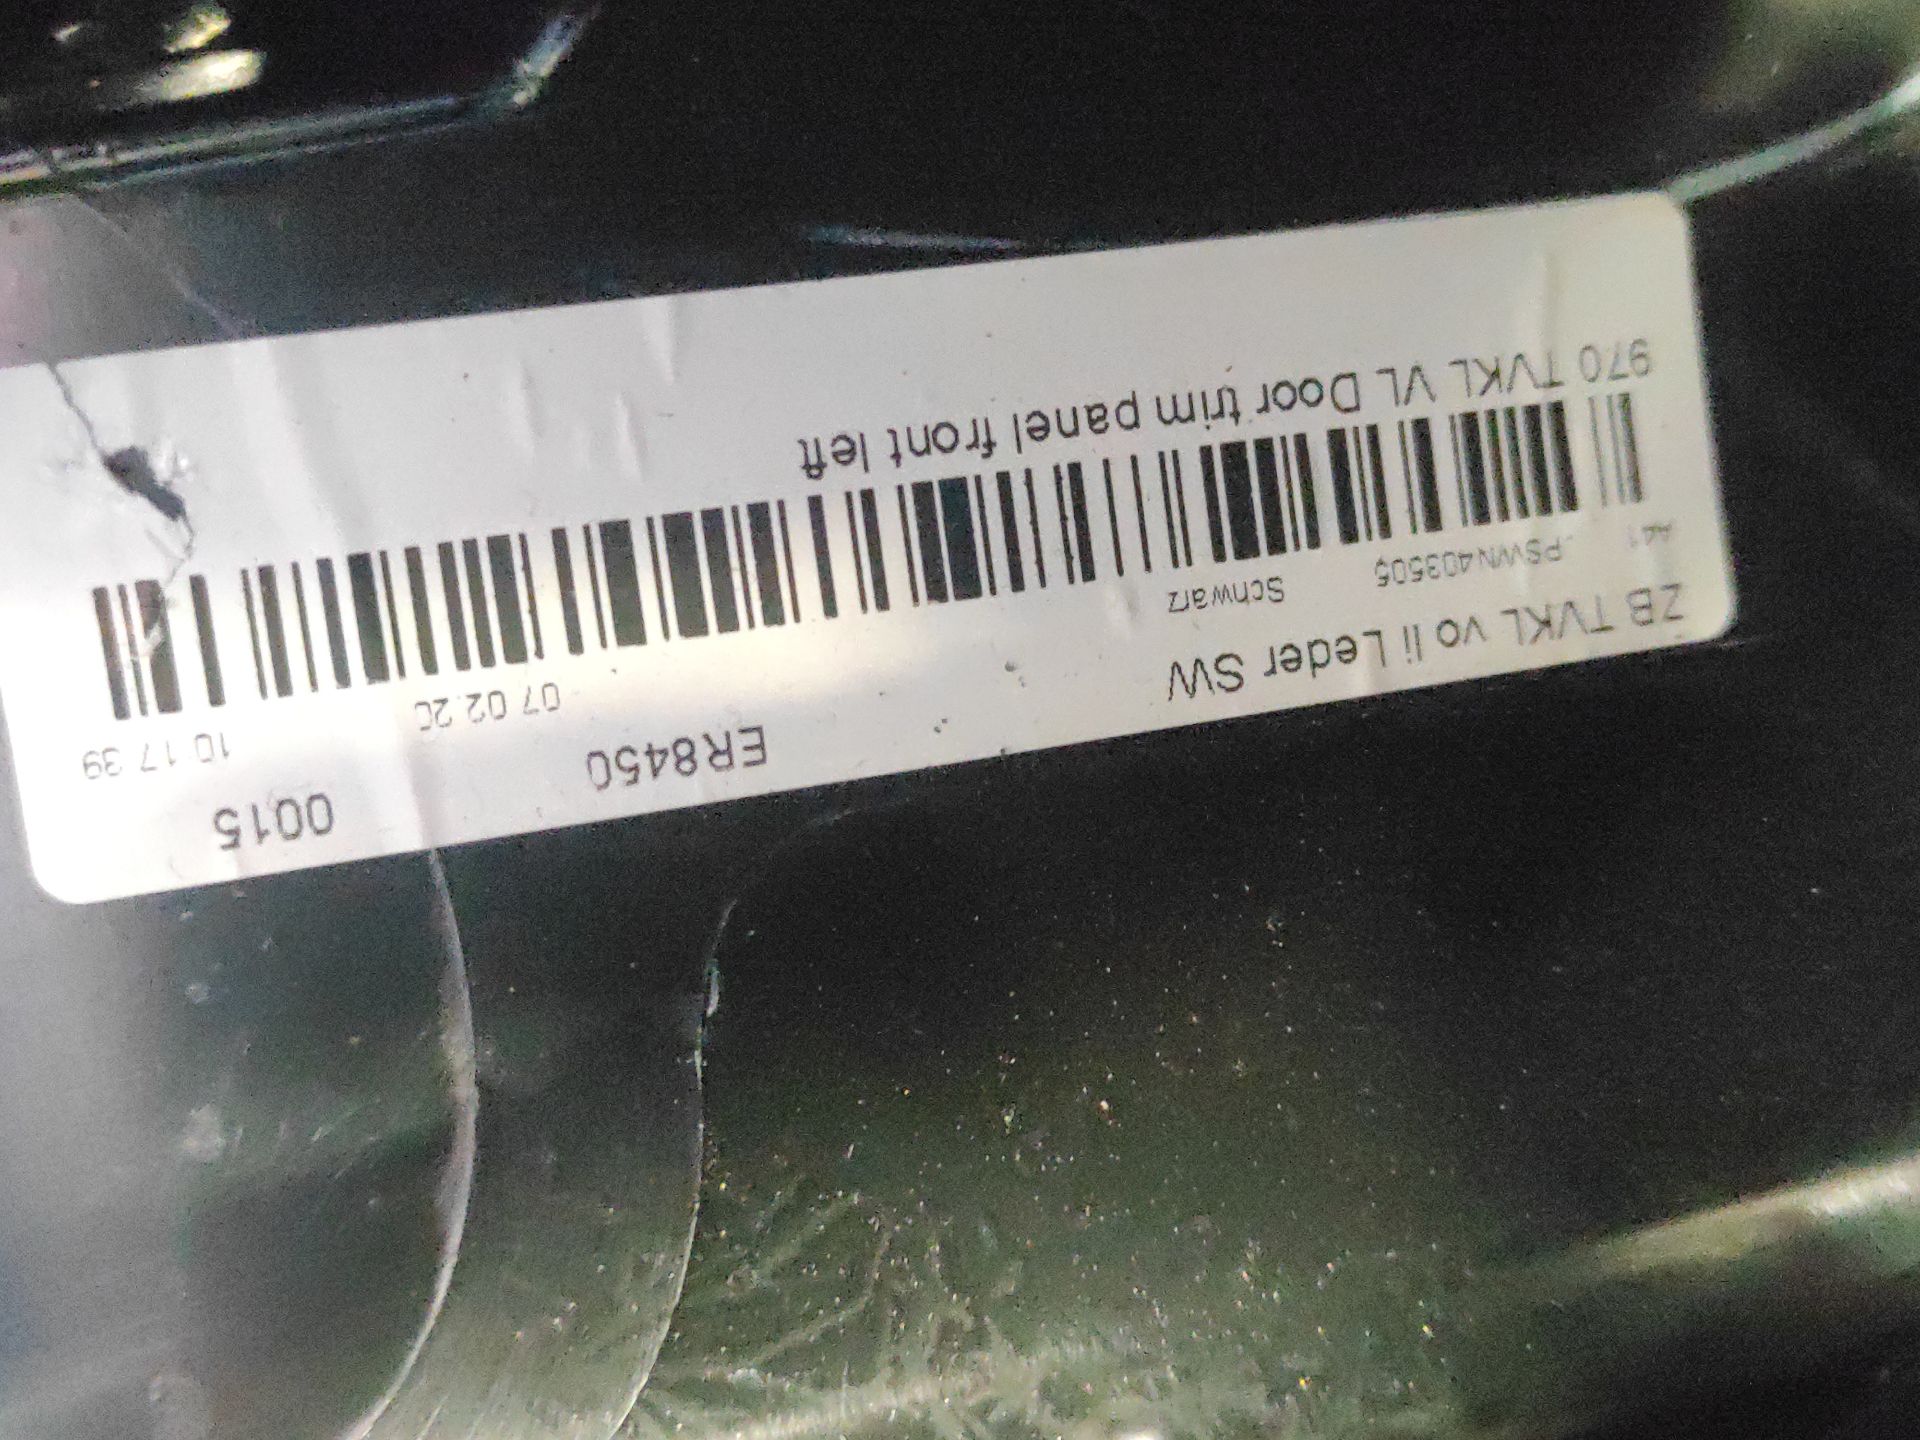 ZB TVKL vo li Leder SW ER8450 0015
A41 PSWN403505 Schwarz 07.02.20 10 17 39
970 TVKL VL Door trim panel front left